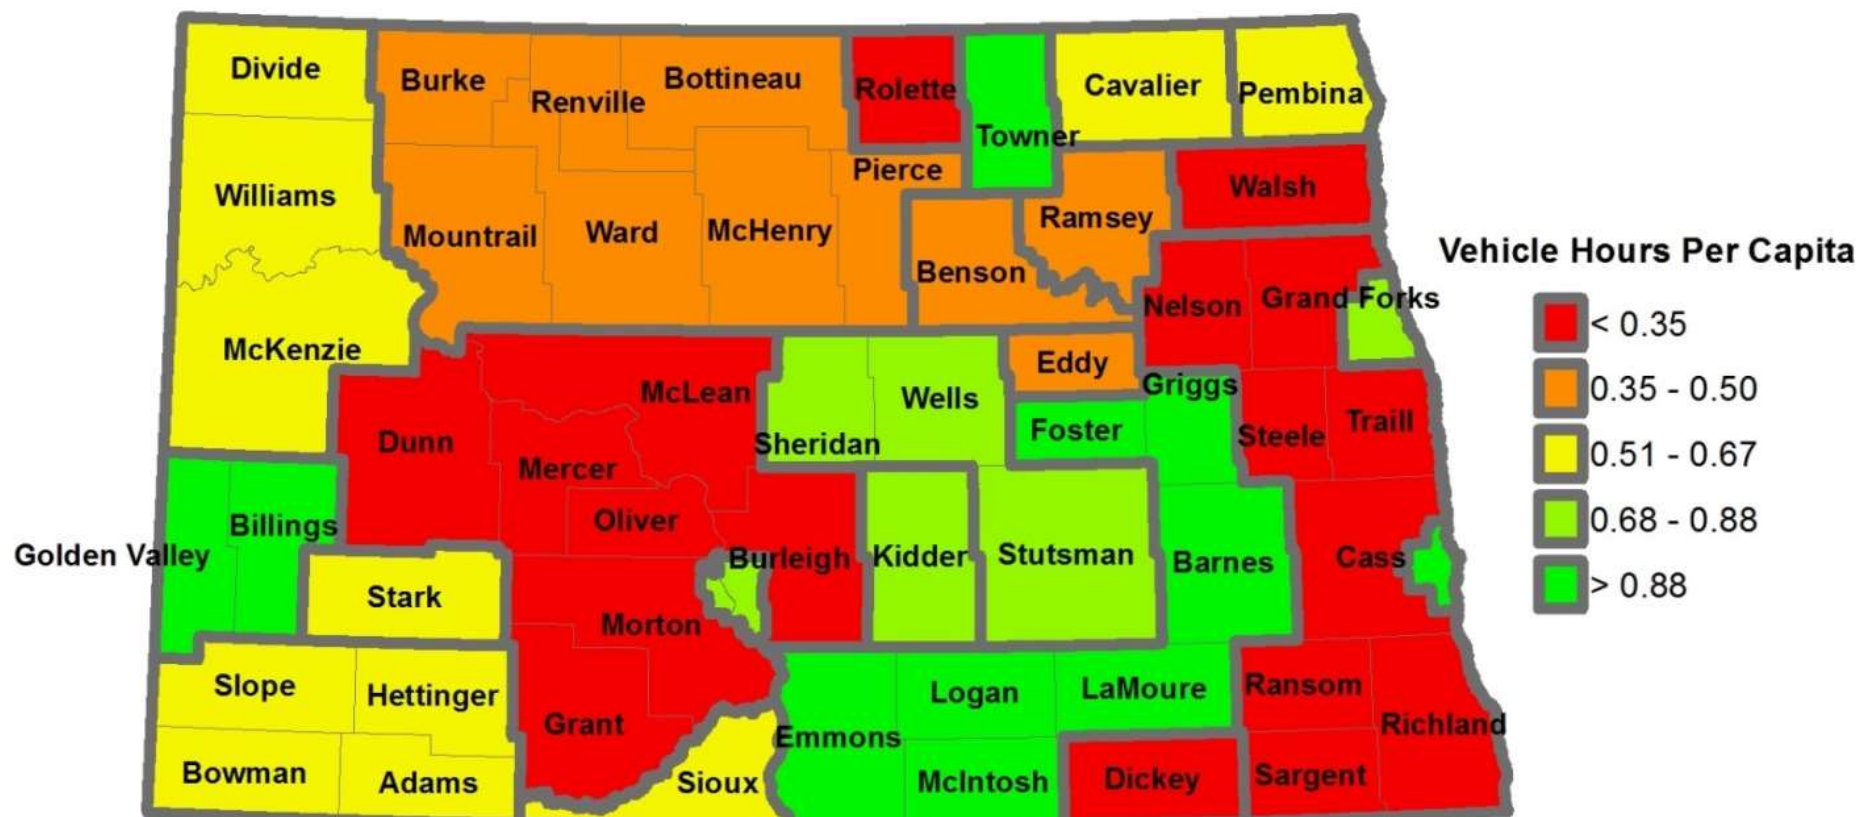 Divide
Burke
Renville
Bottineau
Rolette
Towner
Cavalier
Pembina
Williams
Mountrail
Ward
McHenry
Pierce
Benson
Ramsey
Walsh
McKenzie
Nelson
Grand Forks
Dunn
McLean
Mercer
Oliver
Sheridan
Wells
Eddy
Foster
Griggs
Steele
Traill
Golden Valley
Billings
Stark
Burleigh
Kidder
Stutsman
Barnes
Cass
Morton
Slope
Hettinger
Grant
Emmons
Logan
LaMoure
Ransom
Richland
Bowman
Adams
Sioux
McIntosh
Dickey
Sargent
Vehicle Hours Per Capita
< 0.35
0.35 - 0.50
0.51 - 0.67
0.68 - 0.88
> 0.88